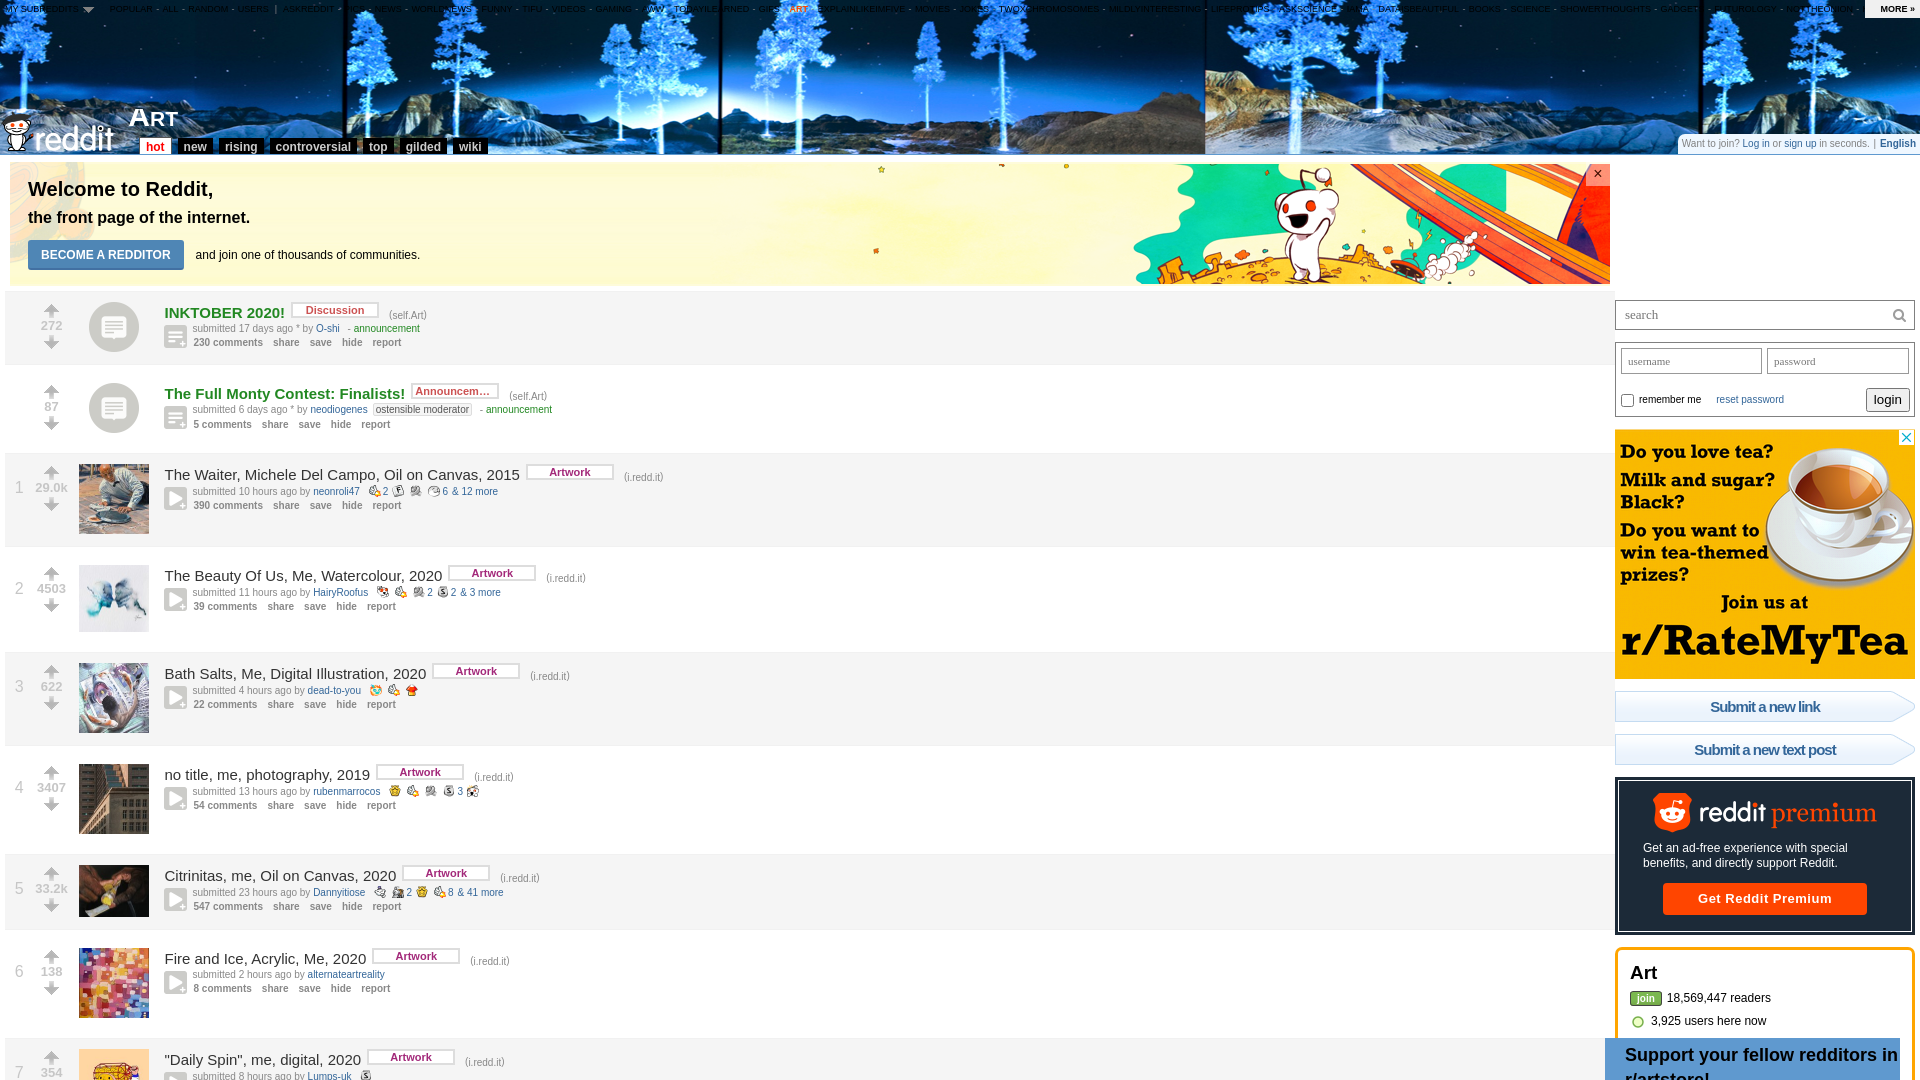 MY SUBREDDITS POPULAR - ALL - RANDOM - USERS | ASKREDDIT - PICS - NEWS - WORLDNEWS - FUNNY - TIFU - VIDEOS - GAMING - AWW - TODAYILEARNED - GIFS - ART - EXPLAINLIKEIMFIVE - MOVIES - JOKES - TWOXCHROMOSOMES - MILDLYINTERESTING - LIFEPROTIPS - ASKSCIENCE - DATAISBEAUTIFUL - BOOKS - SCIENCE - SHOWERTHOUGHTS - GADGETS - FUTUROLOGY - NOTTHEONION - MORE »
reddit ART
hot new rising controversial top gilded wiki
Want to join? Log in or sign up in seconds. | English
Welcome to Reddit,
the front page of the internet.
BECOME A REDDITOR and join one of thousands of communities.
×
272
INKTOBER 2020! Discussion (self.Art)
submitted 17 days ago * by O-shi - announcement
230 comments share save hide report
87
The Full Monty Contest: Finalists! Announcem… (self.Art)
submitted 6 days ago * by neodiogenes ostensible moderator - announcement
5 comments share save hide report
1 29.0k
The Waiter, Michele Del Campo, Oil on Canvas, 2015 Artwork (i.redd.it)
submitted 10 hours ago by neonroli47 2 6 & 12 more
390 comments share save hide report
2 4503
The Beauty Of Us, Me, Watercolour, 2020 Artwork (i.redd.it)
submitted 11 hours ago by HairyRoofus 2 2 & 3 more
39 comments share save hide report
3 622
Bath Salts, Me, Digital Illustration, 2020 Artwork (i.redd.it)
submitted 4 hours ago by dead-to-you
22 comments share save hide report
4 3407
no title, me, photography, 2019 Artwork (i.redd.it)
submitted 13 hours ago by rubenmarrocos 3
54 comments share save hide report
5 33.2k
Citrinitas, me, Oil on Canvas, 2020 Artwork (i.redd.it)
submitted 23 hours ago by Dannyitiose 2 8 & 41 more
547 comments share save hide report
6 138
Fire and Ice, Acrylic, Me, 2020 Artwork (i.redd.it)
submitted 2 hours ago by alternateartreality
8 comments share save hide report
7 354
"Daily Spin", me, digital, 2020 Artwork (i.redd.it)
submitted 8 hours ago by Lumps-uk
search
username password
remember me reset password login
Do you love tea?
Milk and sugar?
Black?
Do you want to
win tea-themed
prizes?
Join us at
r/RateMyTea
Submit a new link
Submit a new text post
reddit premium
Get an ad-free experience with special
benefits, and directly support Reddit.
Get Reddit Premium
Art
join 18,569,447 readers
3,925 users here now
Support your fellow redditors in
r/artstore!